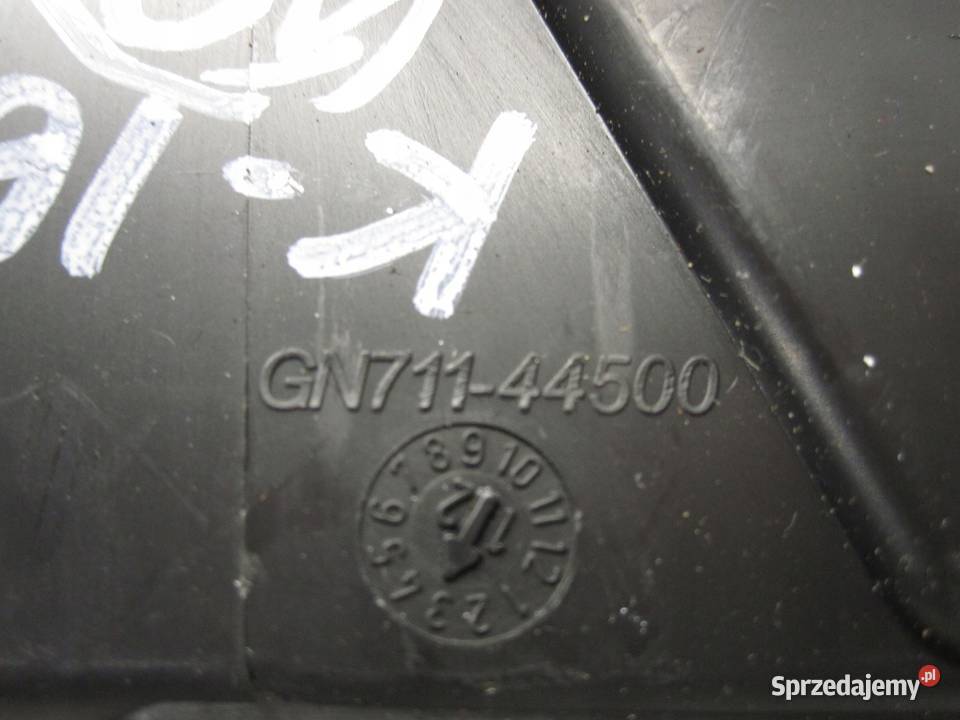 K-16
GN711-44500
1 2 3 4 5 6 7 8 9 10 11 12
12
Sprzedajemy.pl